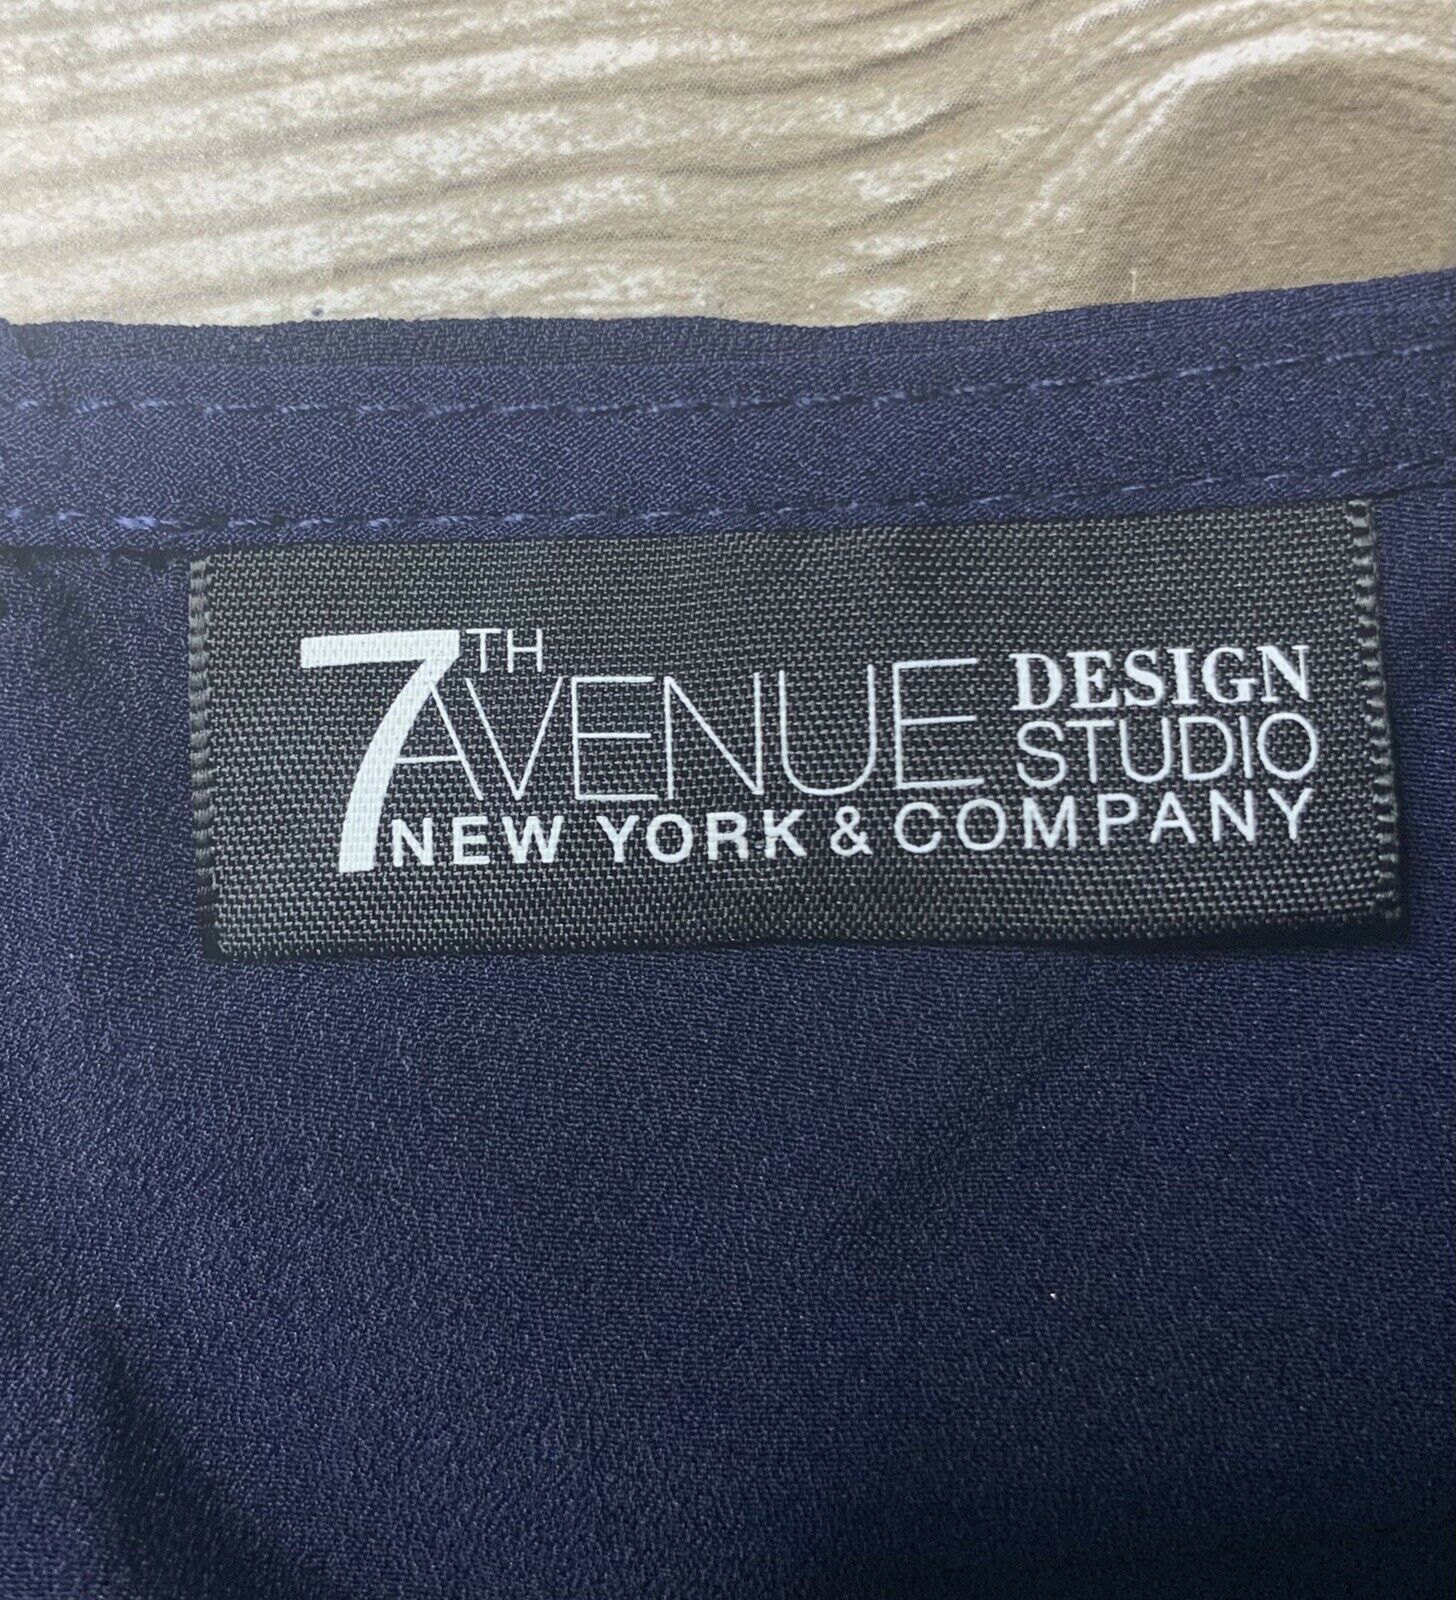 7TH AVENUE DESIGN
STUDIO
NEW YORK & COMPANY